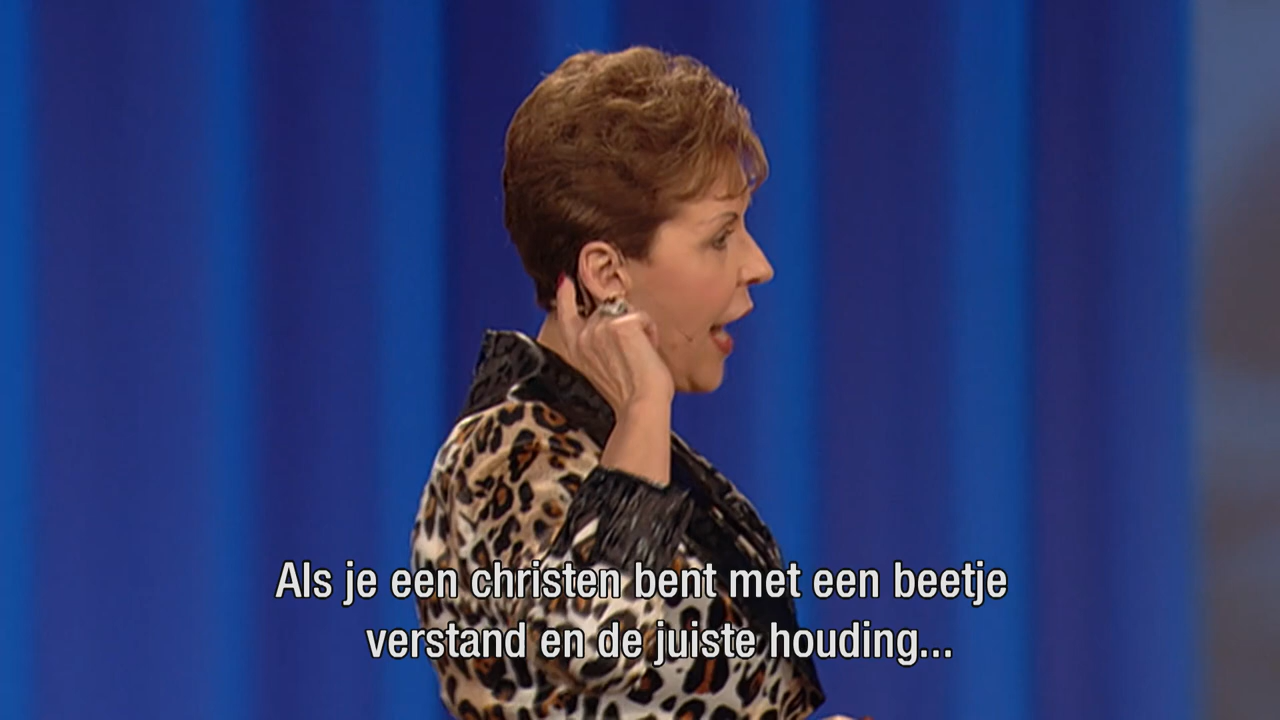 Als je een christen bent met een beetje
verstand en de juiste houding...